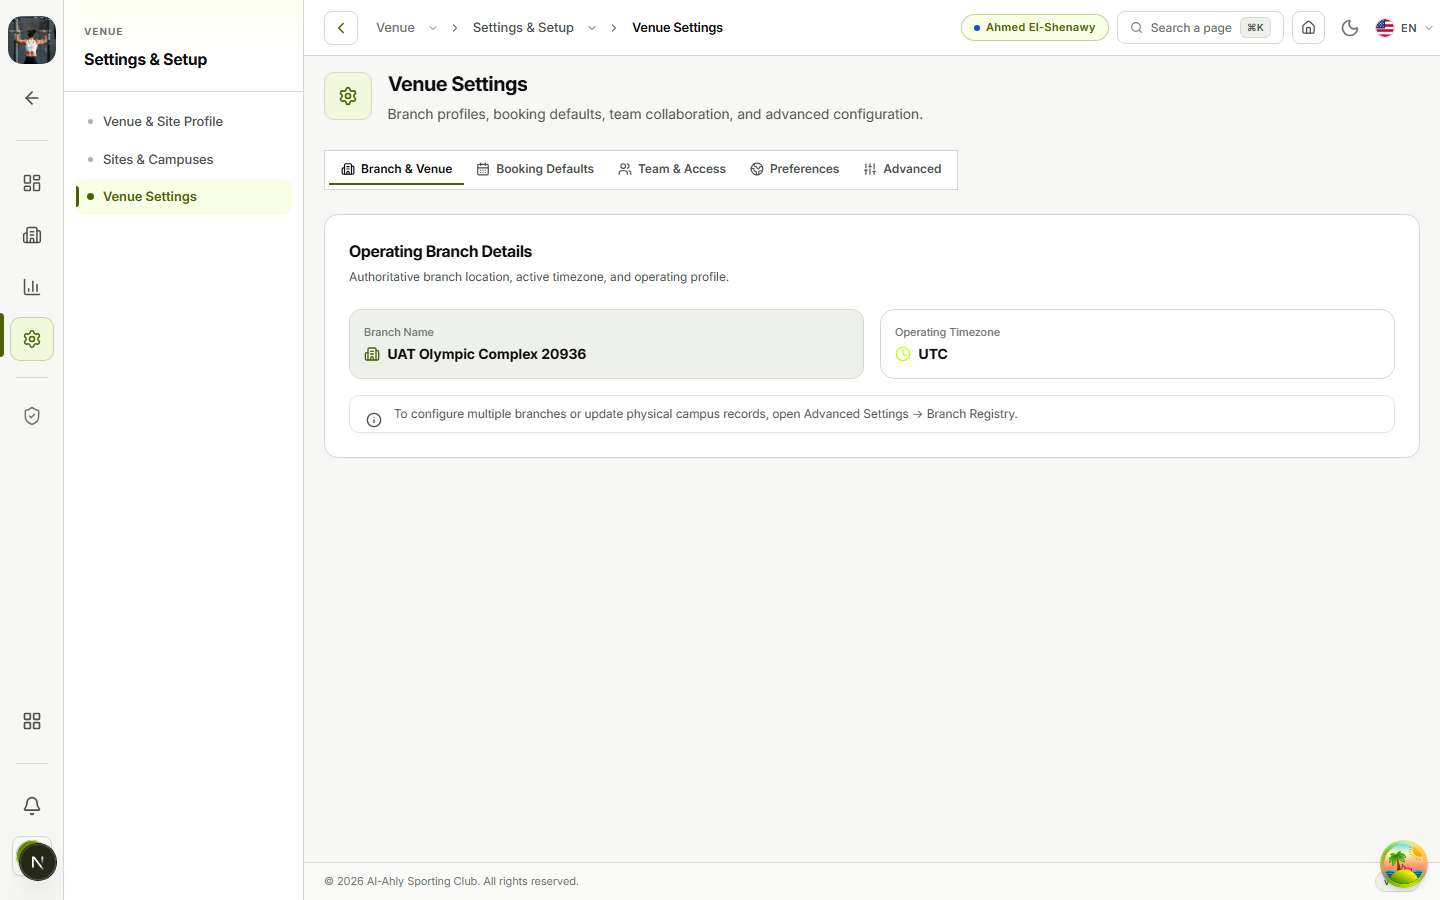 VENUE
Settings & Setup
Venue & Site Profile
Sites & Campuses
Venue Settings
Venue
Settings & Setup
Venue Settings
Ahmed El-Shenawy
Search a page
⌘K
EN
Venue Settings
Branch profiles, booking defaults, team collaboration, and advanced configuration.
Branch & Venue
Booking Defaults
Team & Access
Preferences
Advanced
Operating Branch Details
Authoritative branch location, active timezone, and operating profile.
Branch Name
UAT Olympic Complex 20936
Operating Timezone
UTC
To configure multiple branches or update physical campus records, open Advanced Settings → Branch Registry.
N
© 2026 Al-Ahly Sporting Club. All rights reserved.